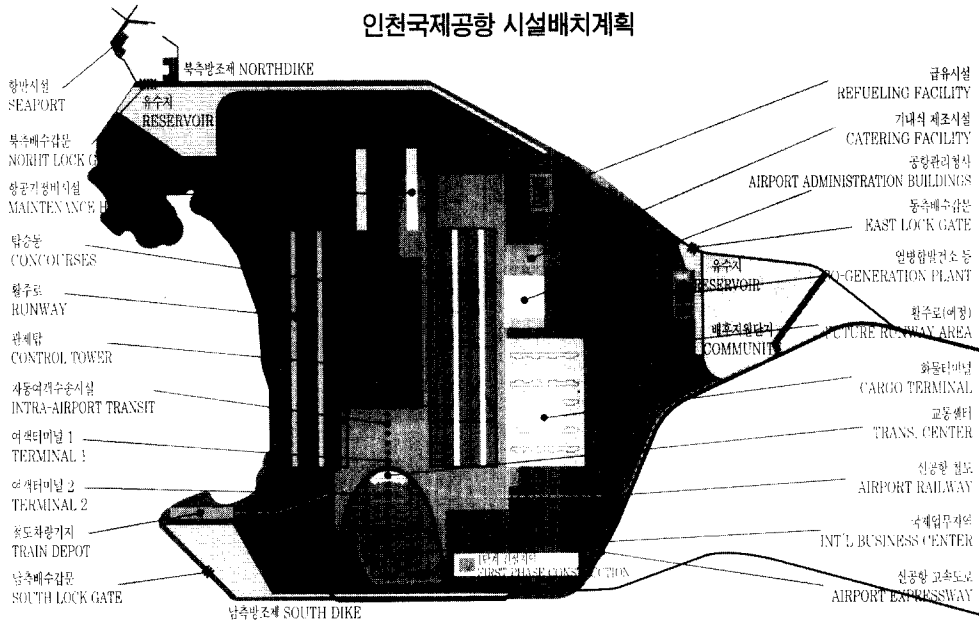 인천국제공항 시설배치계획
북측방조제 NORTHDIKE
항만시설
SEAPORT
유수지
RESERVOIR
북측배수갑문
NORHT LOCK G
항공기정비시설
MAINTENANCE H
탑승동
CONCOURSES
활주로
RUNWAY
관제탑
CONTROL TOWER
자동여객수송시설
INTRA-AIRPORT TRANSIT
여객터미널 1
TERMINAL 1
여객터미널 2
TERMINAL 2
철도차량기지
TRAIN DEPOT
남측배수갑문
SOUTH LOCK GATE
남측방조제 SOUTH DIKE
급유시설
REFUELING FACILITY
기내식 제조시설
CATERING FACILITY
공항관리청사
AIRPORT ADMINISTRATION BUILDINGS
동측배수갑문
EAST LOCK GATE
유수지
RESERVOIR
열병합발전소 등
CO-GENERATION PLANT
배후지원단지
COMMUNIT
활주로(예정)
FUTURE RUNWAY AREA
화물터미널
CARGO TERMINAL
교통센터
TRANS. CENTER
신공항 철도
AIRPORT RAILWAY
국제업무지역
INT'L BUSINESS CENTER
1단계 건설지역
FIRST PHASE CONSTRUCTION
신공항 고속도로
AIRPORT EXPRESSWAY